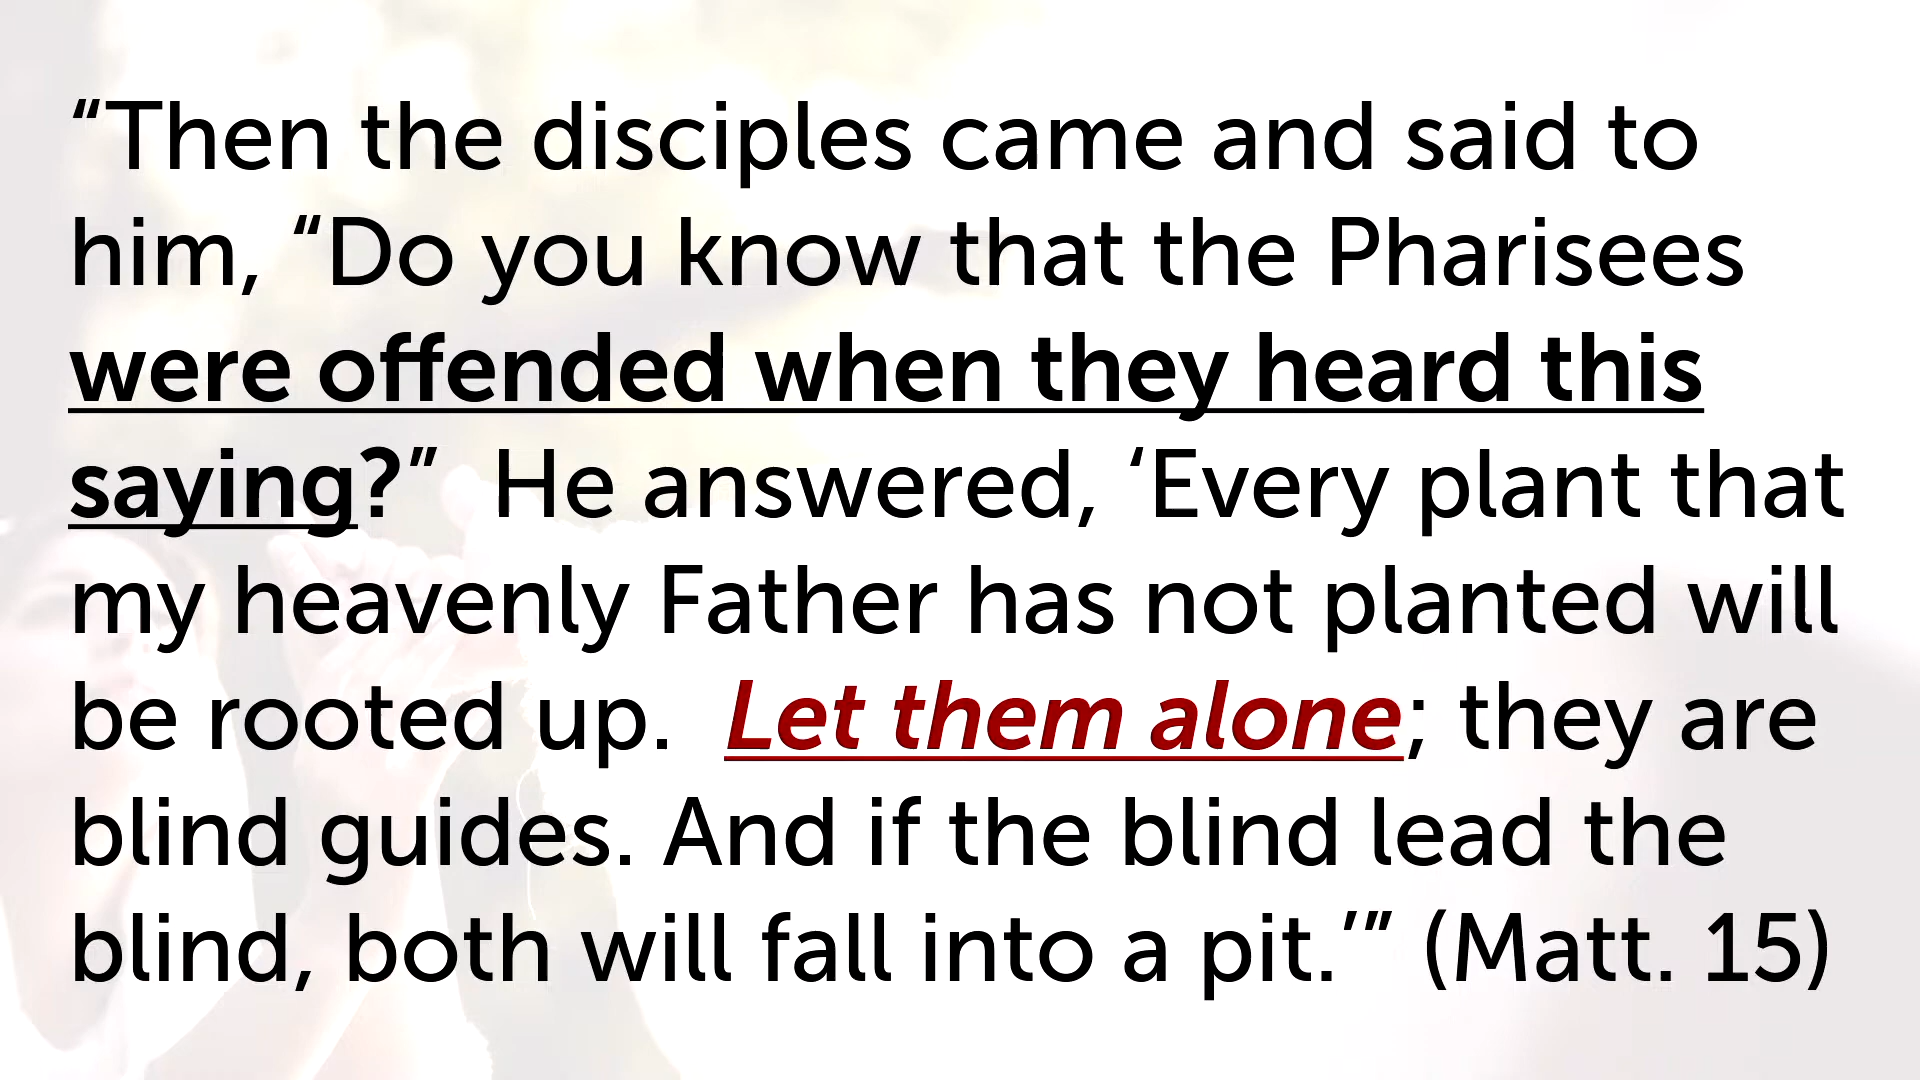 “Then the disciples came and said to
him, “Do you know that the Pharisees
were offended when they heard this
saying?” He answered, ‘Every plant that
my heavenly Father has not planted will
be rooted up. Let them alone; they are
blind guides. And if the blind lead the
blind, both will fall into a pit.’” (Matt. 15)